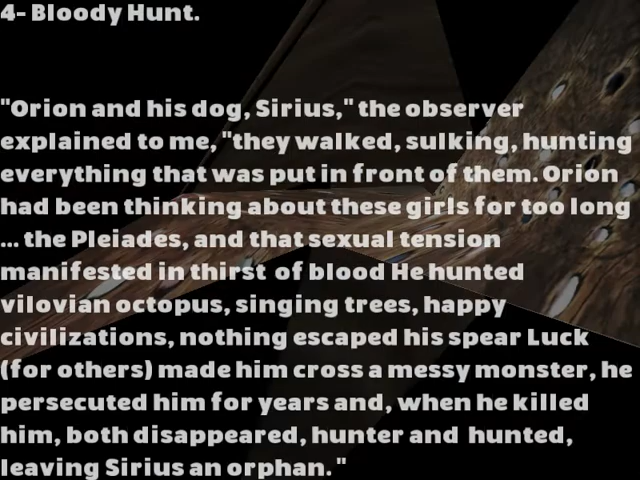 4- Bloody Hunt.
"Orion and his dog, Sirius," the observer
explained to me, "they walked, sulking, hunting
everything that was put in front of them. Orion
had been thinking about these girls for too long
... the Pleiades, and that sexual tension
manifested in thirst of blood He hunted
vilovian octopus, singing trees, happy
civilizations, nothing escaped his spear Luck
(for others) made him cross a messy monster, he
persecuted him for years and, when he killed
him, both disappeared, hunter and hunted,
leaving Sirius an orphan. "